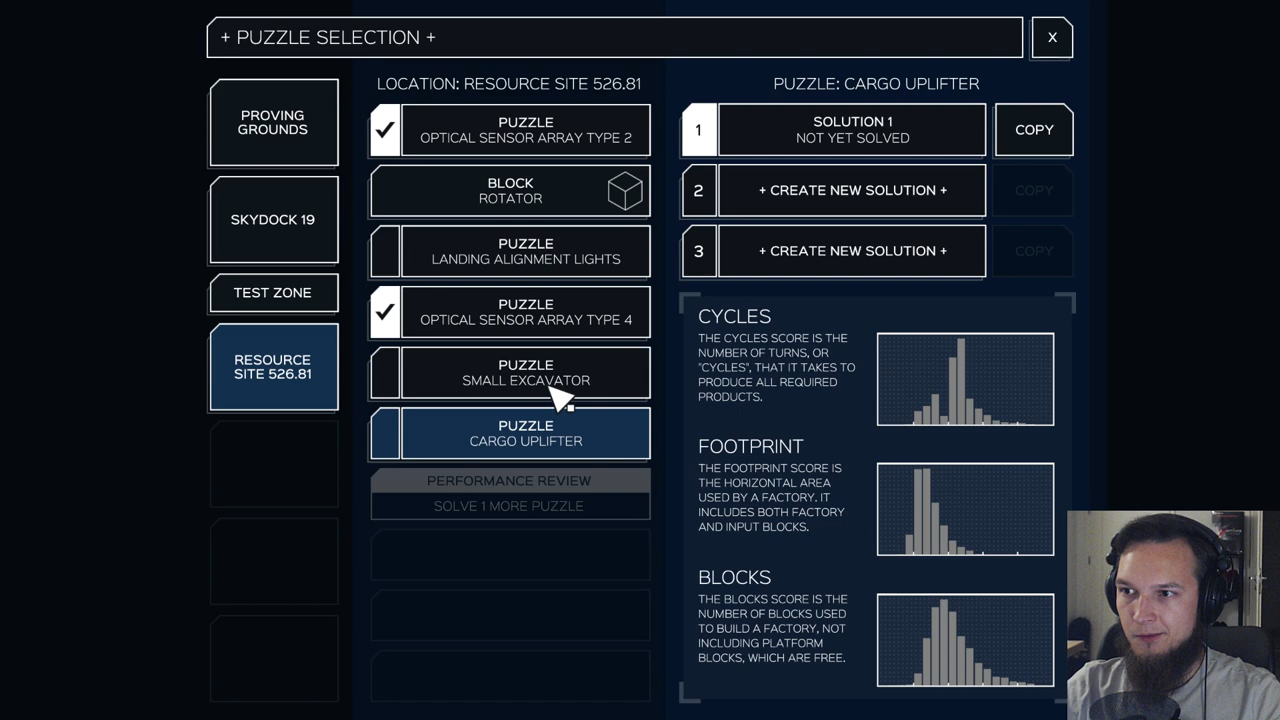 + PUZZLE SELECTION +
X
PROVING
GROUNDS
SKYDOCK 19
TEST ZONE
RESOURCE
SITE 526.81
LOCATION: RESOURCE SITE 526.81
PUZZLE
OPTICAL SENSOR ARRAY TYPE 2
BLOCK
ROTATOR
PUZZLE
LANDING ALIGNMENT LIGHTS
PUZZLE
OPTICAL SENSOR ARRAY TYPE 4
PUZZLE
SMALL EXCAVATOR
PUZZLE
CARGO UPLIFTER
PERFORMANCE REVIEW
SOLVE 1 MORE PUZZLE
PUZZLE: CARGO UPLIFTER
1
SOLUTION 1
NOT YET SOLVED
COPY
2
+ CREATE NEW SOLUTION +
COPY
3
+ CREATE NEW SOLUTION +
COPY
CYCLES
THE CYCLES SCORE IS THE
NUMBER OF TURNS, OR
"CYCLES", THAT IT TAKES TO
PRODUCE ALL REQUIRED
PRODUCTS.
FOOTPRINT
THE FOOTPRINT SCORE IS
THE HORIZONTAL AREA
USED BY A FACTORY. IT
INCLUDES BOTH FACTORY
AND INPUT BLOCKS.
BLOCKS
THE BLOCKS SCORE IS THE
NUMBER OF BLOCKS USED
TO BUILD A FACTORY, NOT
INCLUDING PLATFORM
BLOCKS, WHICH ARE FREE.